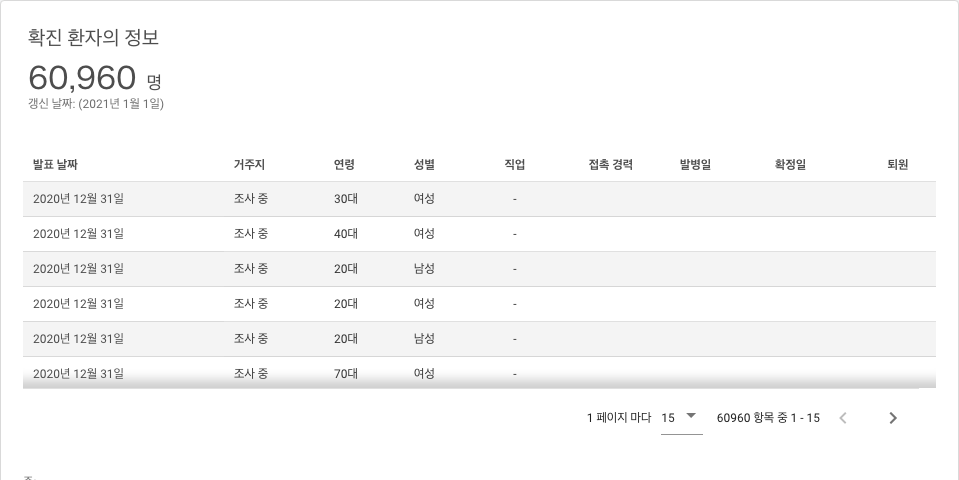 확진 환자의 정보
60,960 명
갱신 날짜: (2021년 1월 1일)
발표 날짜 거주지 연령 성별 직업 접촉 경력 발병일 확정일 퇴원
2020년 12월 31일 조사 중 30대 여성 -
2020년 12월 31일 조사 중 40대 여성 -
2020년 12월 31일 조사 중 20대 남성 -
2020년 12월 31일 조사 중 20대 여성 -
2020년 12월 31일 조사 중 20대 남성 -
2020년 12월 31일 조사 중 70대 여성 -
1 페이지 마다 15 60960 항목 중 1 - 15